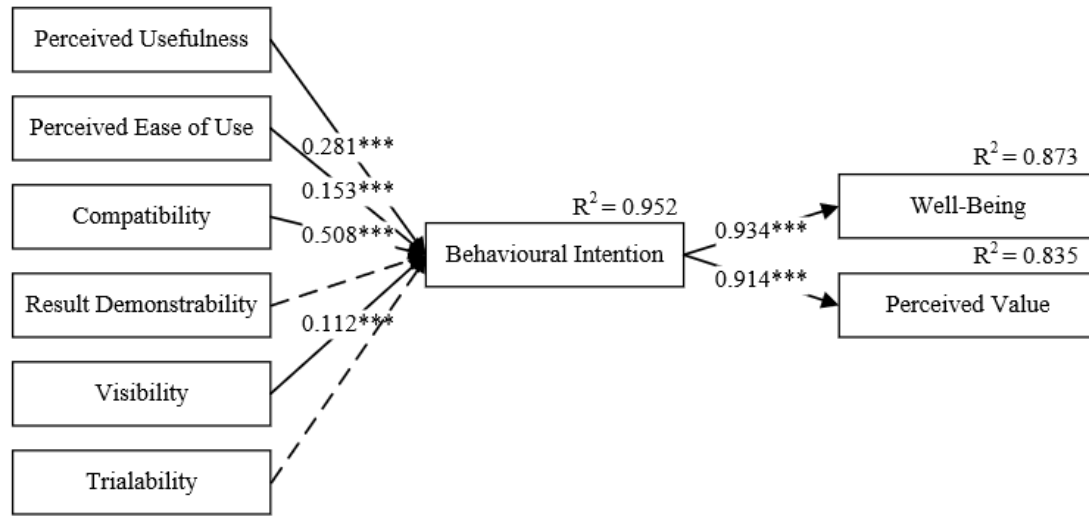 Perceived Usefulness
Perceived Ease of Use
0.281***
0.153***
Compatibility
0.508***
Result Demonstrability
0.112***
Visibility
Trialability
R² = 0.952
Behavioural Intention
0.934***
0.914***
R² = 0.873
Well-Being
R² = 0.835
Perceived Value